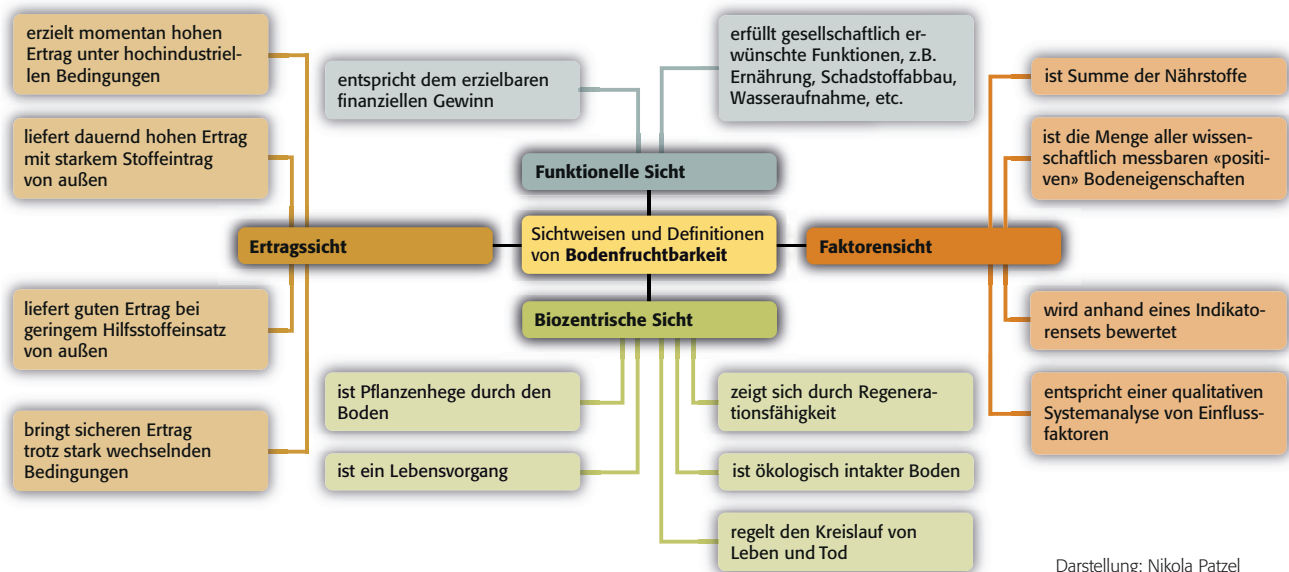 erzielt momentan hohen
Ertrag unter hochindustriel-
len Bedingungen
liefert dauernd hohen Ertrag
mit starkem Stoffeintrag
von außen
Ertragssicht
liefert guten Ertrag bei
geringem Hilfsstoffeinsatz
von außen
bringt sicheren Ertrag
trotz stark wechselnden
Bedingungen
entspricht dem erzielbaren
finanziellen Gewinn
erfüllt gesellschaftlich er-
wünschte Funktionen, z.B.
Ernährung, Schadstoffabbau,
Wasseraufnahme, etc.
Funktionelle Sicht
Sichtweisen und Definitionen
von Bodenfruchtbarkeit
Biozentrische Sicht
ist Pflanzenhege durch den
Boden
ist ein Lebensvorgang
zeigt sich durch Regenera-
tionsfähigkeit
ist ökologisch intakter Boden
regelt den Kreislauf von
Leben und Tod
ist Summe der Nährstoffe
ist die Menge aller wissen-
schaftlich messbaren «positi-
ven» Bodeneigenschaften
Faktorensicht
wird anhand eines Indikato-
rensets bewertet
entspricht einer qualitativen
Systemanalyse von Einfluss-
faktoren
Darstellung: Nikola Patzel